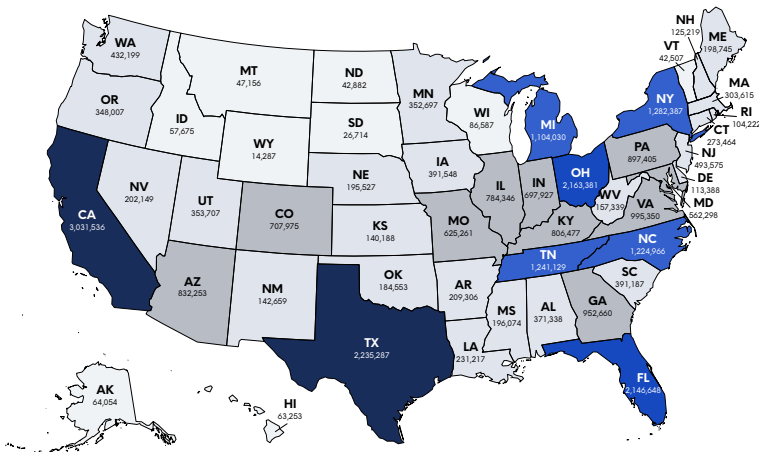 WA
432,199
OR
348,007
CA
3,031,536
ID
57,675
NV
202,149
MT
47,156
WY
14,287
UT
353,707
AZ
832,253
CO
707,975
NM
142,659
ND
42,882
SD
26,714
NE
195,527
KS
140,188
OK
184,553
TX
2,235,287
MN
352,697
IA
391,548
MO
625,261
AR
209,306
LA
231,217
WI
86,587
IL
784,346
IN
697,927
MI
1,104,030
OH
2,163,381
KY
806,477
TN
1,241,129
MS
196,074
AL
371,338
GA
952,660
FL
2,146,648
SC
391,187
NC
1,224,966
VA
995,350
WV
157,339
PA
897,405
NY
1,282,387
VT
42,507
NH
125,219
ME
198,745
MA
303,615
RI
104,222
CT
273,464
NJ
493,575
DE
113,388
MD
562,298
AK
64,054
HI
63,253